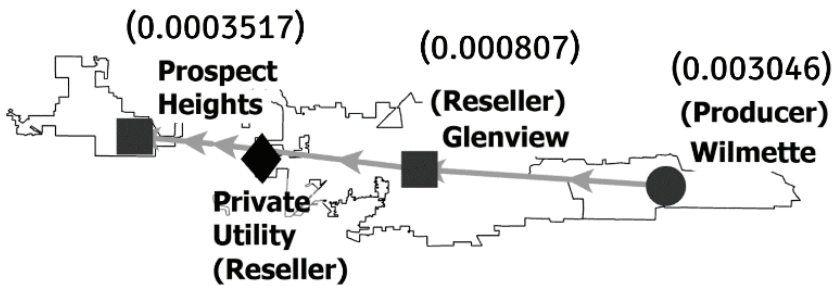 (0.0003517)
Prospect
Heights
(0.000807)
(Reseller)
Glenview
(0.003046)
(Producer)
Wilmette
Private
Utility
(Reseller)